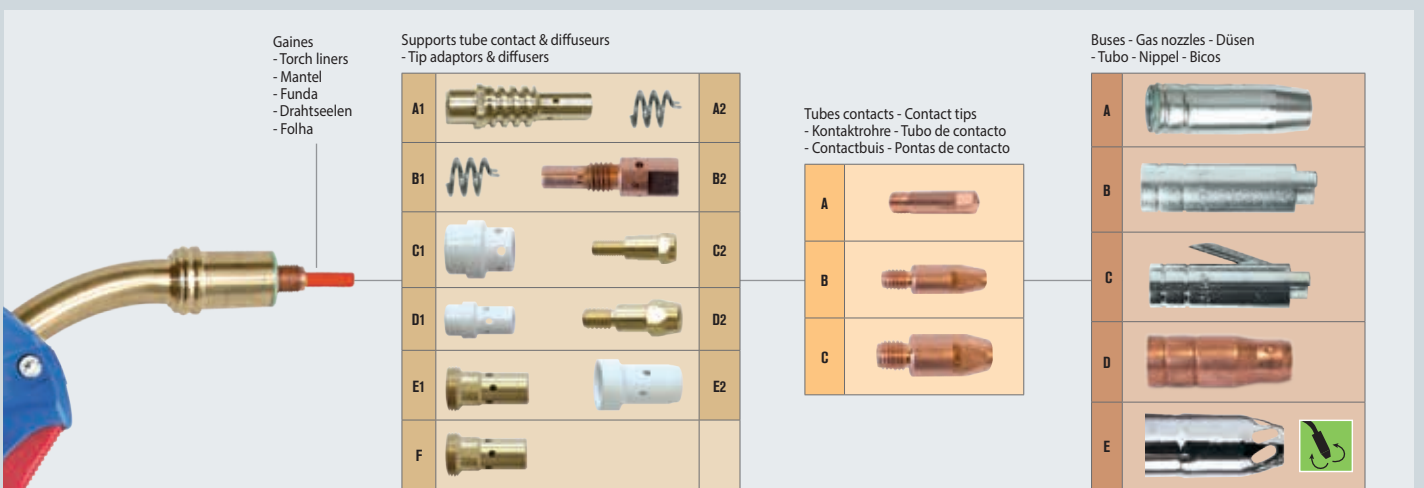 Gaines
- Torch liners
- Mantel
- Funda
- Drahtseelen
- Folha
Supports tube contact & diffuseurs
- Tip adaptors & diffusers
A1
A2
B1
B2
C1
C2
D1
D2
E1
E2
F
Tubes contacts - Contact tips
- Kontaktrohre - Tubo de contacto
- Contactbuis - Pontas de contacto
A
B
C
Buses - Gas nozzles - Düsen
- Tubo - Nippel - Bicos
A
B
C
D
E